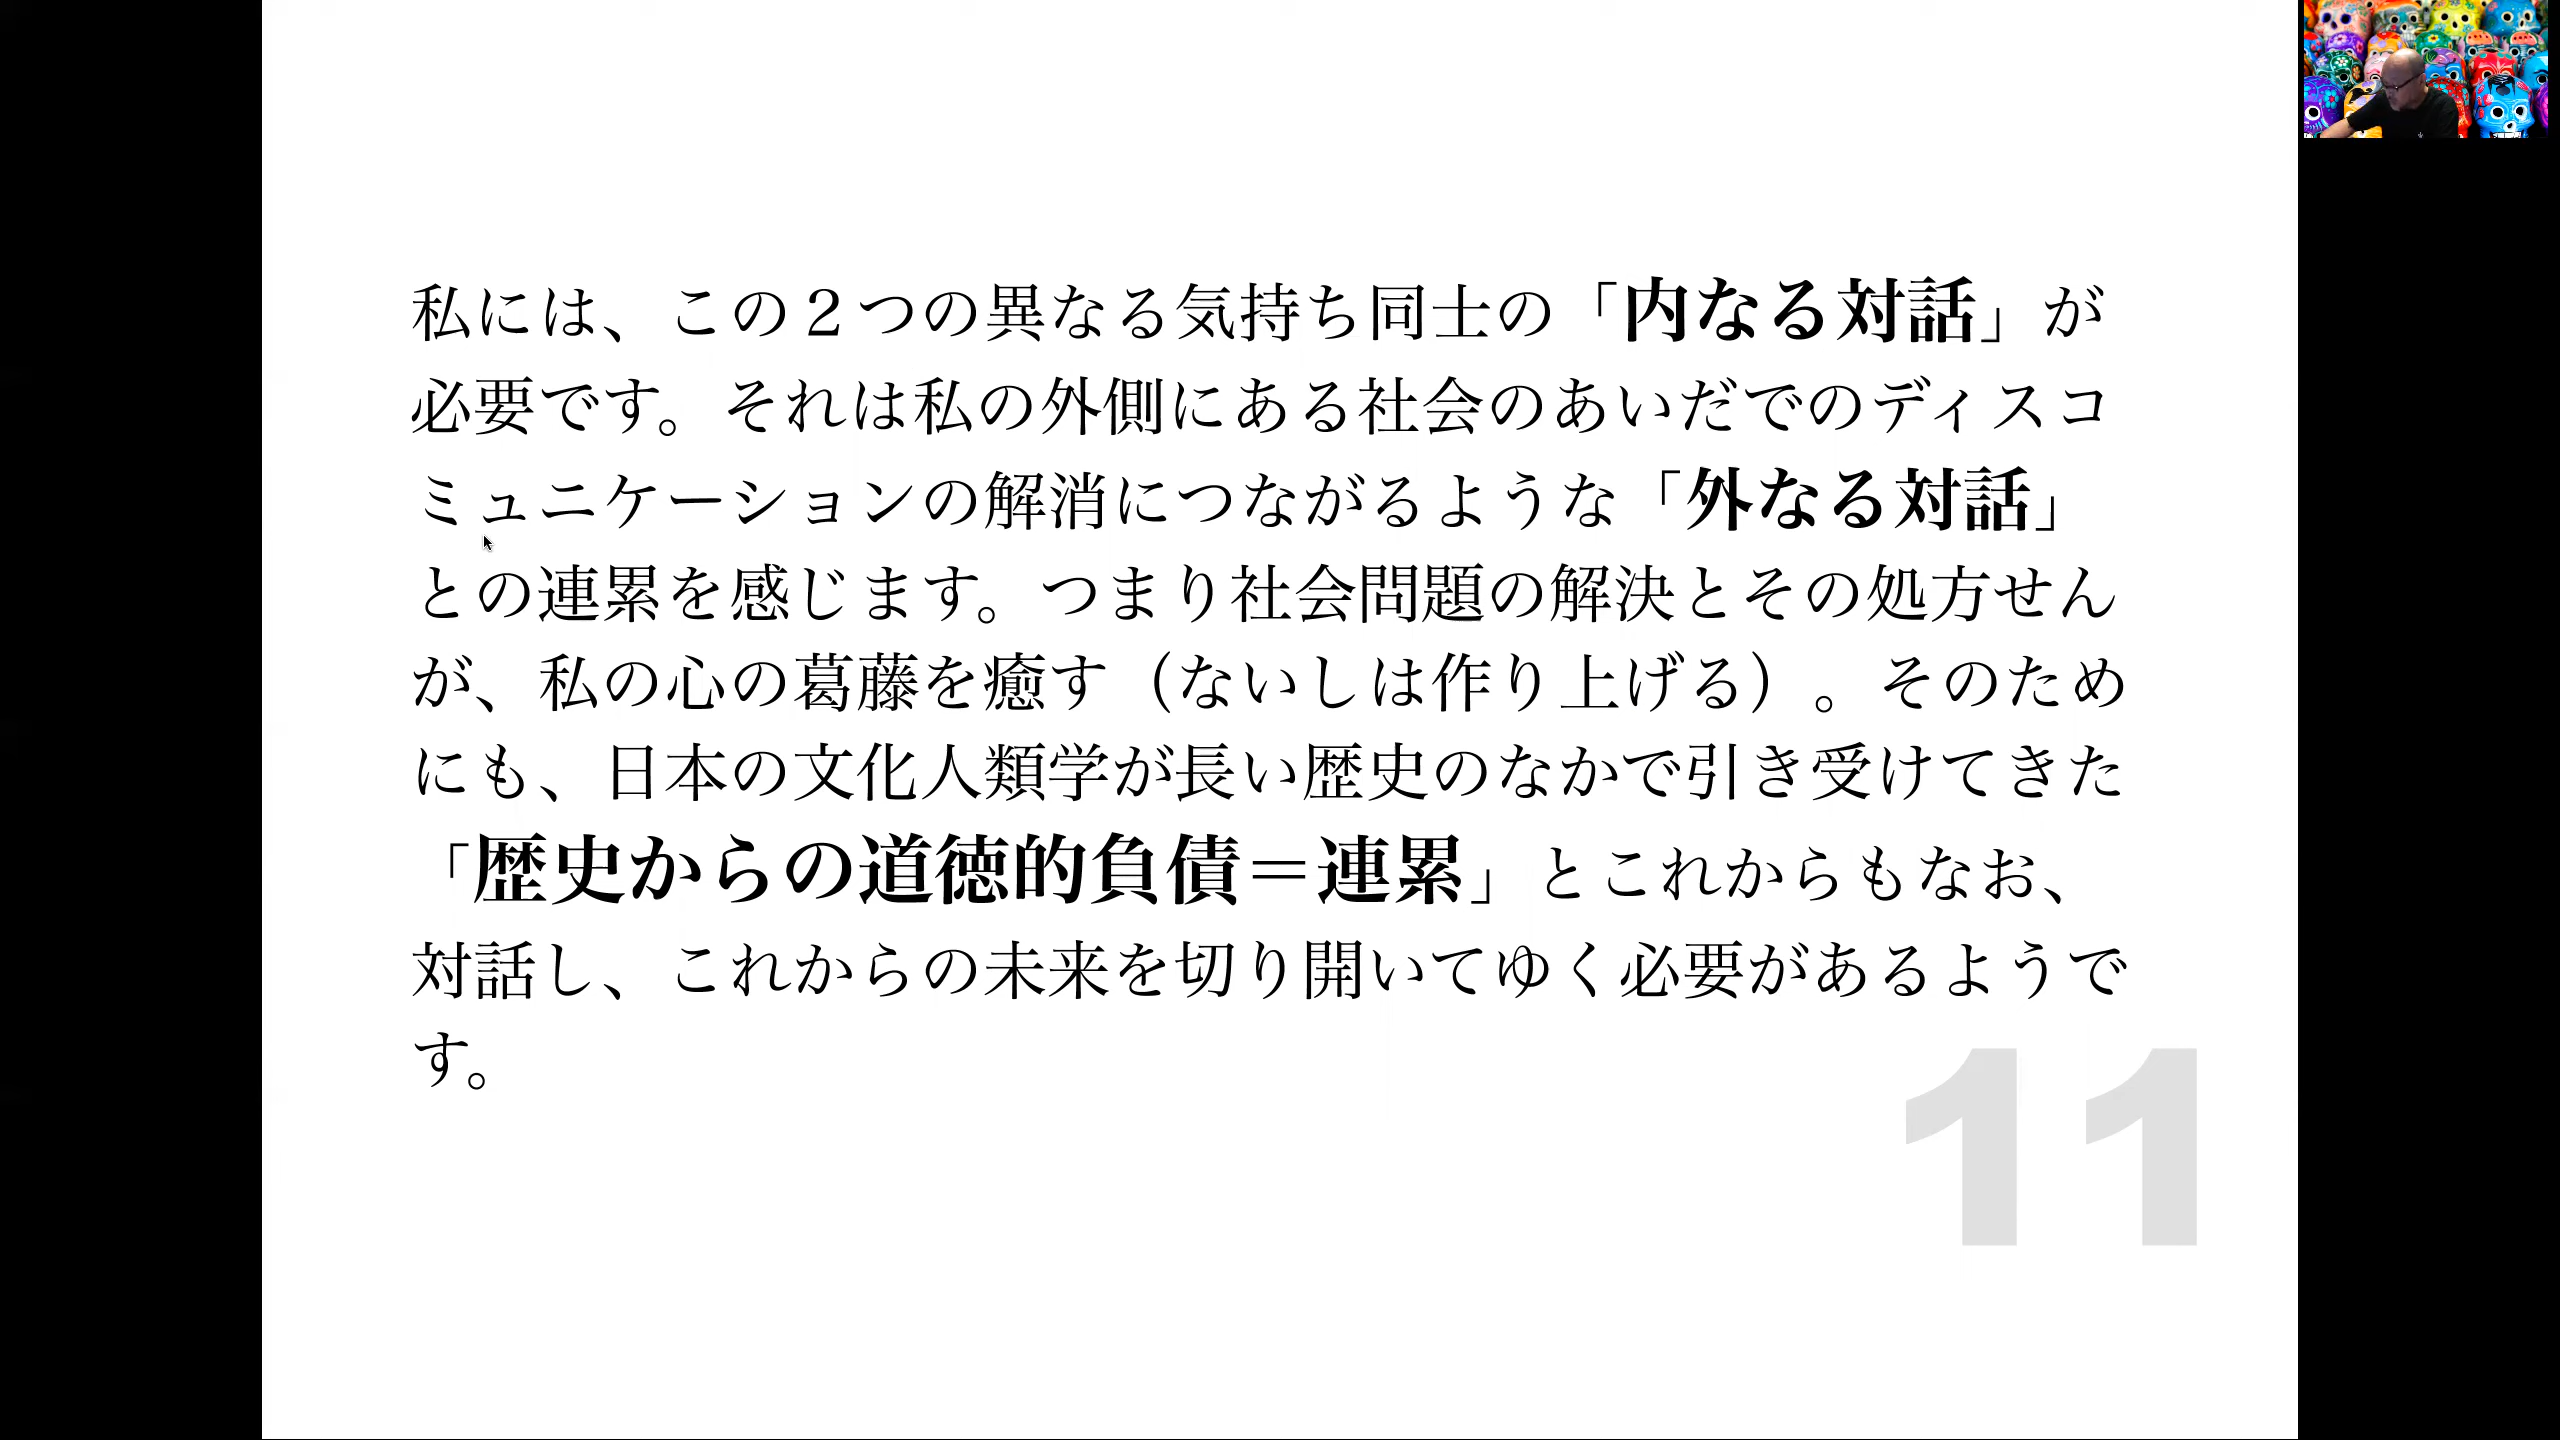 私には、この２つの異なる気持ち同士の「内なる対話」が
必要です。それは私の外側にある社会のあいだでのディスコ
ミュニケーションの解消につながるような「外なる対話」
との連累を感じます。つまり社会問題の解決とその処方せん
が、私の心の葛藤を癒す（ないしは作り上げる）。そのため
にも、日本の文化人類学が長い歴史のなかで引き受けてきた
「歴史からの道徳的負債＝連累」とこれからもなお、
対話し、これからの未来を切り開いてゆく必要があるようで
す。
11